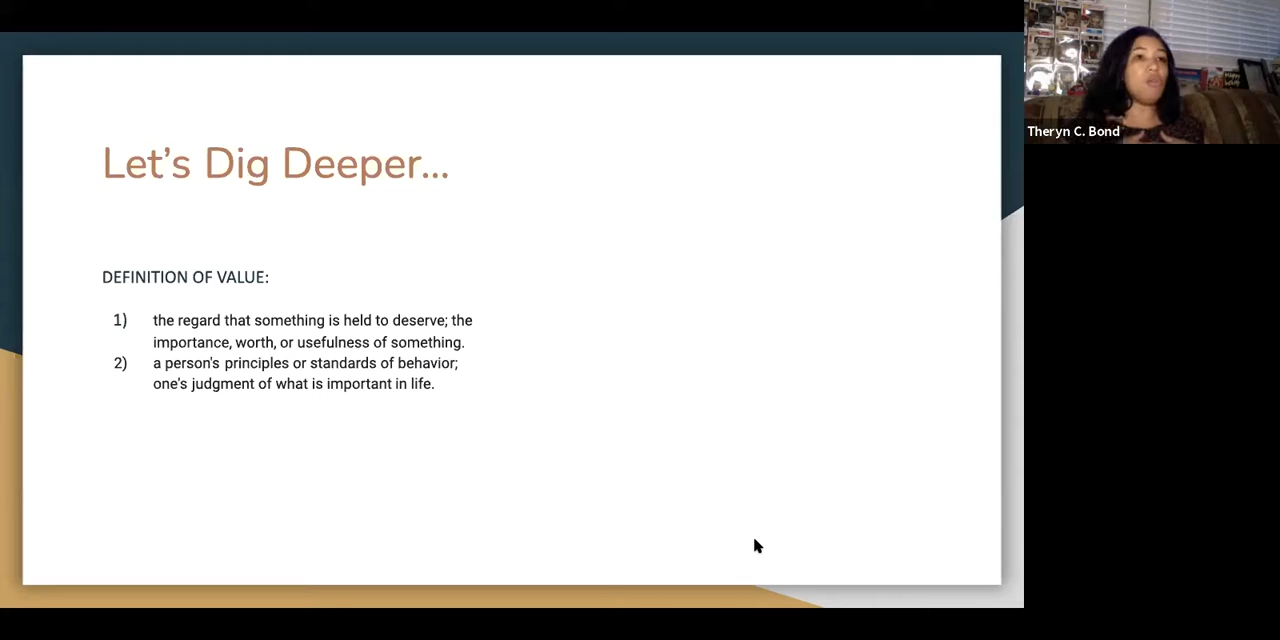 Let's Dig Deeper...
DEFINITION OF VALUE:
1) the regard that something is held to deserve; the
importance, worth, or usefulness of something.
2) a person's principles or standards of behavior;
one's judgment of what is important in life.
Theryn C. Bond